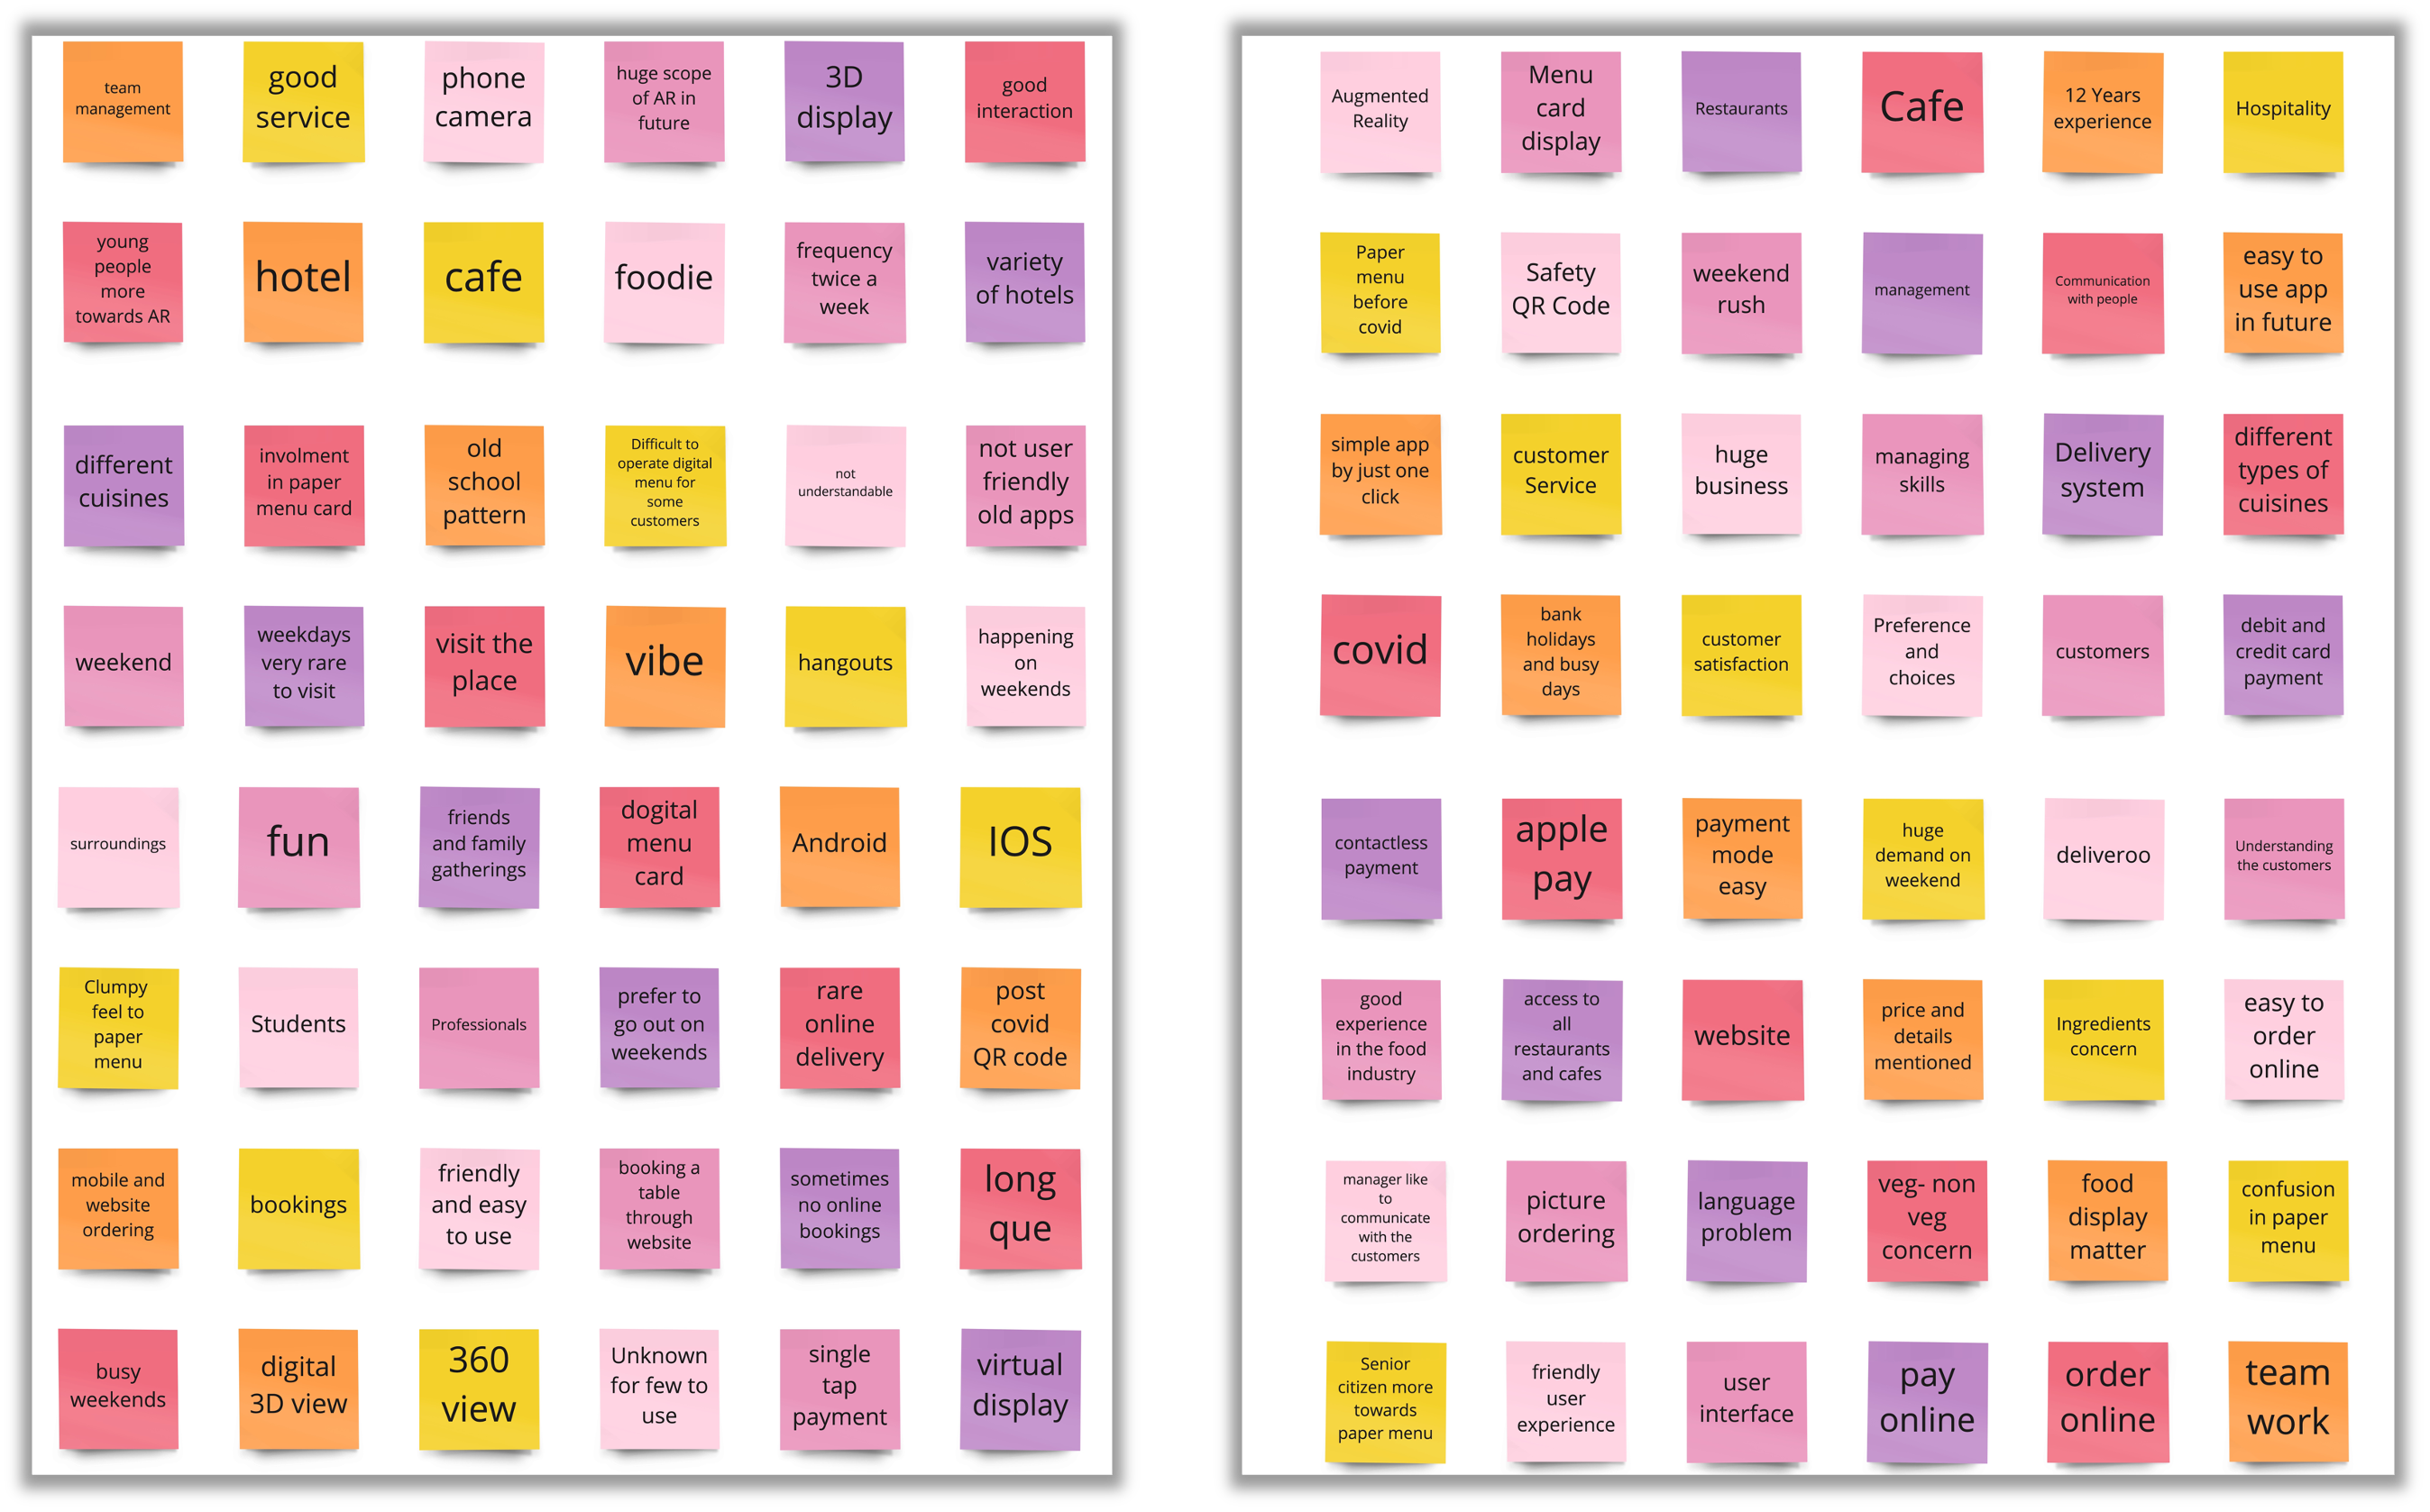 team
management
good
service
phone
camera
huge scope
of AR in
future
3D
display
good
interaction
young
people
more
towards AR
hotel
cafe
foodie
frequency
twice a
week
variety
of hotels
different
cuisines
involment
in paper
menu card
old
school
pattern
Difficult to
operate digital
menu for
some
customers
not
understandable
not user
friendly
old apps
weekend
weekdays
very rare
to visit
visit the
place
vibe
hangouts
happening
on
weekends
surroundings
fun
friends
and family
gatherings
dogital
menu
card
Android
IOS
Clumpy
feel to
paper
menu
Students
Professionals
prefer to
go out on
weekends
rare
online
delivery
post
covid
QR code
mobile and
website
ordering
bookings
friendly
and easy
to use
booking a
table
through
website
sometimes
no online
bookings
long
que
busy
weekends
digital
3D view
360
view
Unknown
for few to
use
single
tap
payment
virtual
display
Augmented
Reality
Menu
card
display
Restaurants
Cafe
12 Years
experience
Hospitality
Paper
menu
before
covid
Safety
QR Code
weekend
rush
management
Communication
with people
easy to
use app
in future
simple app
by just one
click
customer
Service
huge
business
managing
skills
Delivery
system
different
types of
cuisines
covid
bank
holidays
and busy
days
customer
satisfaction
Preference
and
choices
customers
debit and
credit card
payment
contactless
payment
apple
pay
payment
mode
easy
huge
demand on
weekend
deliveroo
Understanding
the customers
good
experience
in the food
industry
access to
all
restaurants
and cafes
website
price and
details
mentioned
Ingredients
concern
easy to
order
online
manager like
to
communicate
with the
customers
picture
ordering
language
problem
veg- non
veg
concern
food
display
matter
confusion
in paper
menu
Senior
citizen more
towards
paper menu
friendly
user
experience
user
interface
pay
online
order
online
team
work